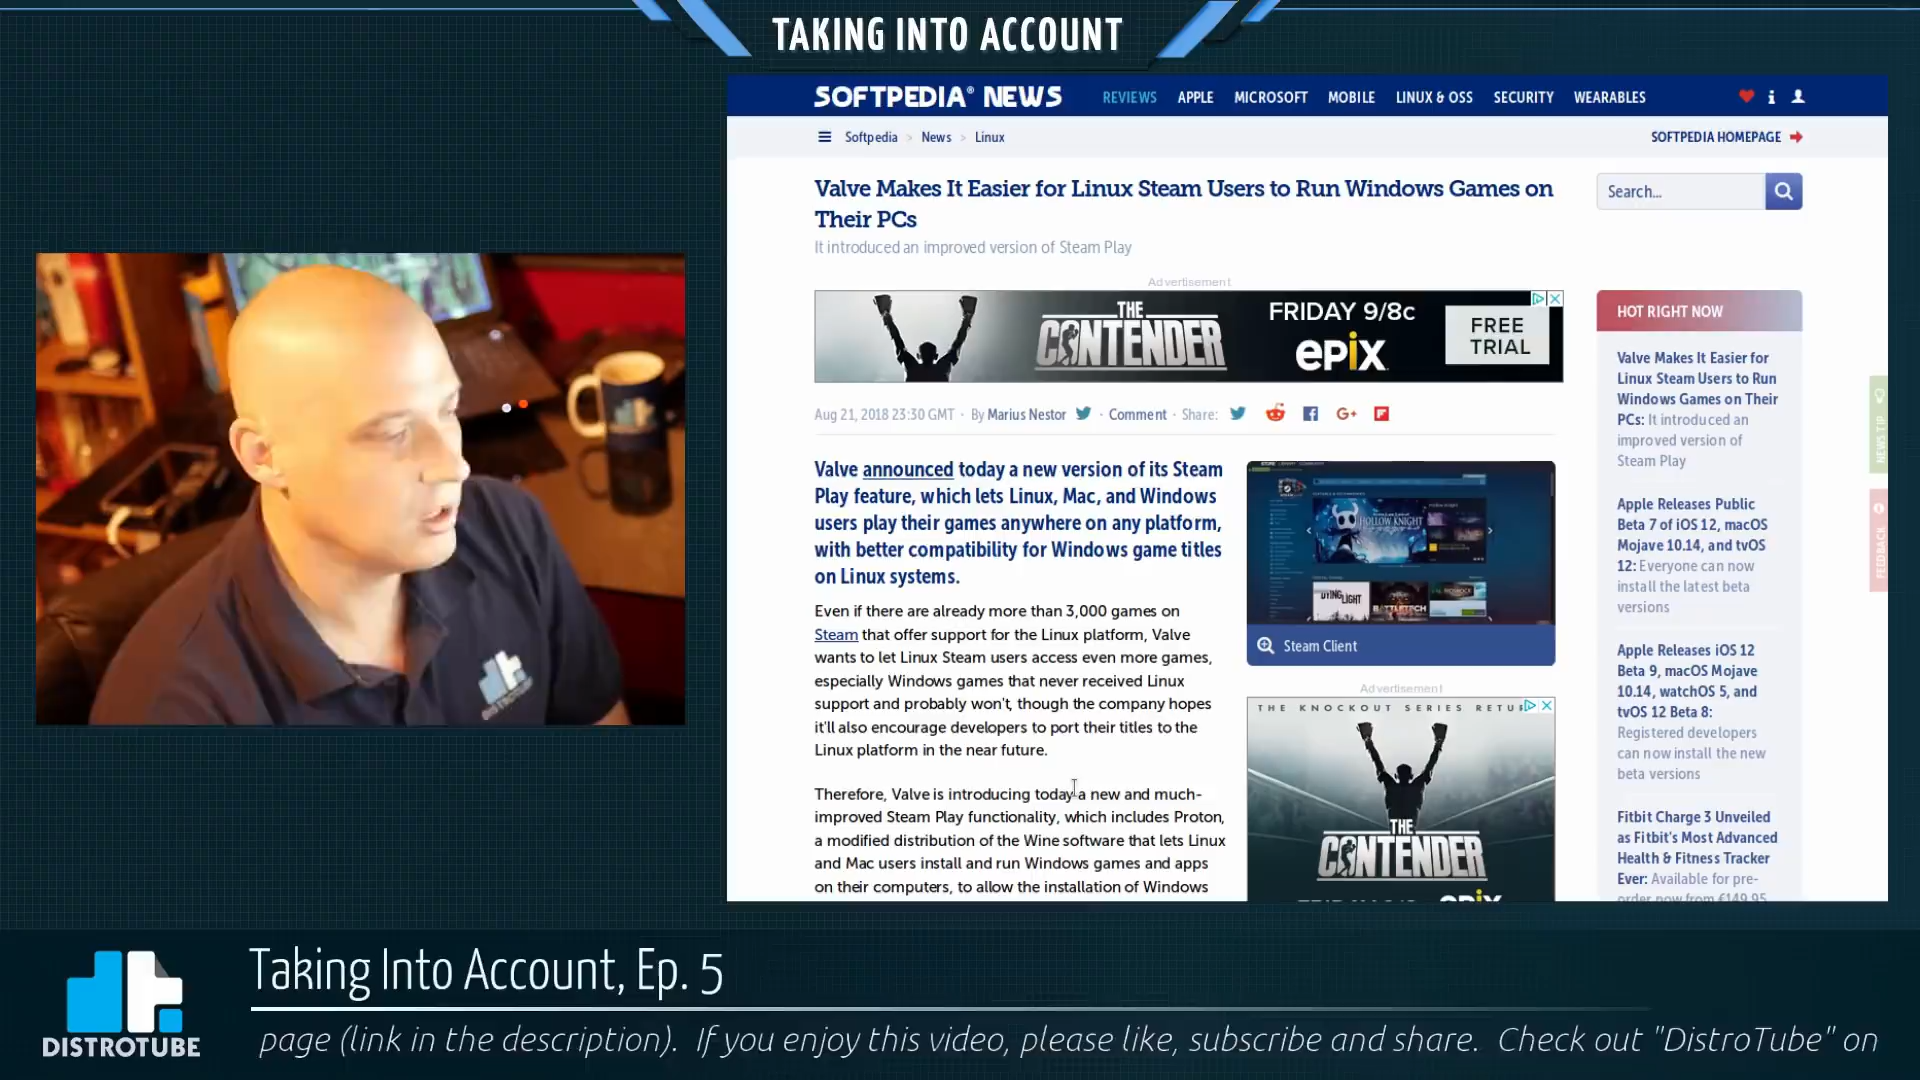 TAKING INTO ACCOUNT
SOFTPEDIA® NEWS
REVIEWS APPLE MICROSOFT MOBILE LINUX & OSS SECURITY WEARABLES
Softpedia > News > Linux
SOFTPEDIA HOMEPAGE
Valve Makes It Easier for Linux Steam Users to Run Windows Games on
Their PCs
It introduced an improved version of Steam Play
Search...
Advertisement
THE
CONTENDER
FRIDAY 9/8c
epix
FREE
TRIAL
Aug 21, 2018 23:30 GMT · By Marius Nestor · Comment · Share:
Valve announced today a new version of its Steam
Play feature, which lets Linux, Mac, and Windows
users play their games anywhere on any platform,
with better compatibility for Windows game titles
on Linux systems.
Even if there are already more than 3,000 games on
Steam that offer support for the Linux platform, Valve
wants to let Linux Steam users access even more games,
especially Windows games that never received Linux
support and probably won't, though the company hopes
it'll also encourage developers to port their titles to the
Linux platform in the near future.
Therefore, Valve is introducing today a new and much-
improved Steam Play functionality, which includes Proton,
a modified distribution of the Wine software that lets Linux
and Mac users install and run Windows games and apps
on their computers, to allow the installation of Windows
HOLLOW KNIGHT
DYING LIGHT
BATTLETECH
Steam Client
Advertisement
THE KNOCKOUT SERIES RETU
THE
CONTENDER
HOT RIGHT NOW
Valve Makes It Easier for
Linux Steam Users to Run
Windows Games on Their
PCs: It introduced an
improved version of
Steam Play
Apple Releases Public
Beta 7 of iOS 12, macOS
Mojave 10.14, and tvOS
12: Everyone can now
install the latest beta
versions
Apple Releases iOS 12
Beta 9, macOS Mojave
10.14, watchOS 5, and
tvOS 12 Beta 8:
Registered developers
can now install the new
beta versions
Fitbit Charge 3 Unveiled
as Fitbit's Most Advanced
Health & Fitness Tracker
Ever: Available for pre-
order now from €149.95
NEWS TIP
FEEDBACK
DISTROTUBE
Taking Into Account, Ep. 5
page (link in the description). If you enjoy this video, please like, subscribe and share. Check out "DistroTube" on
DISTROTUBE